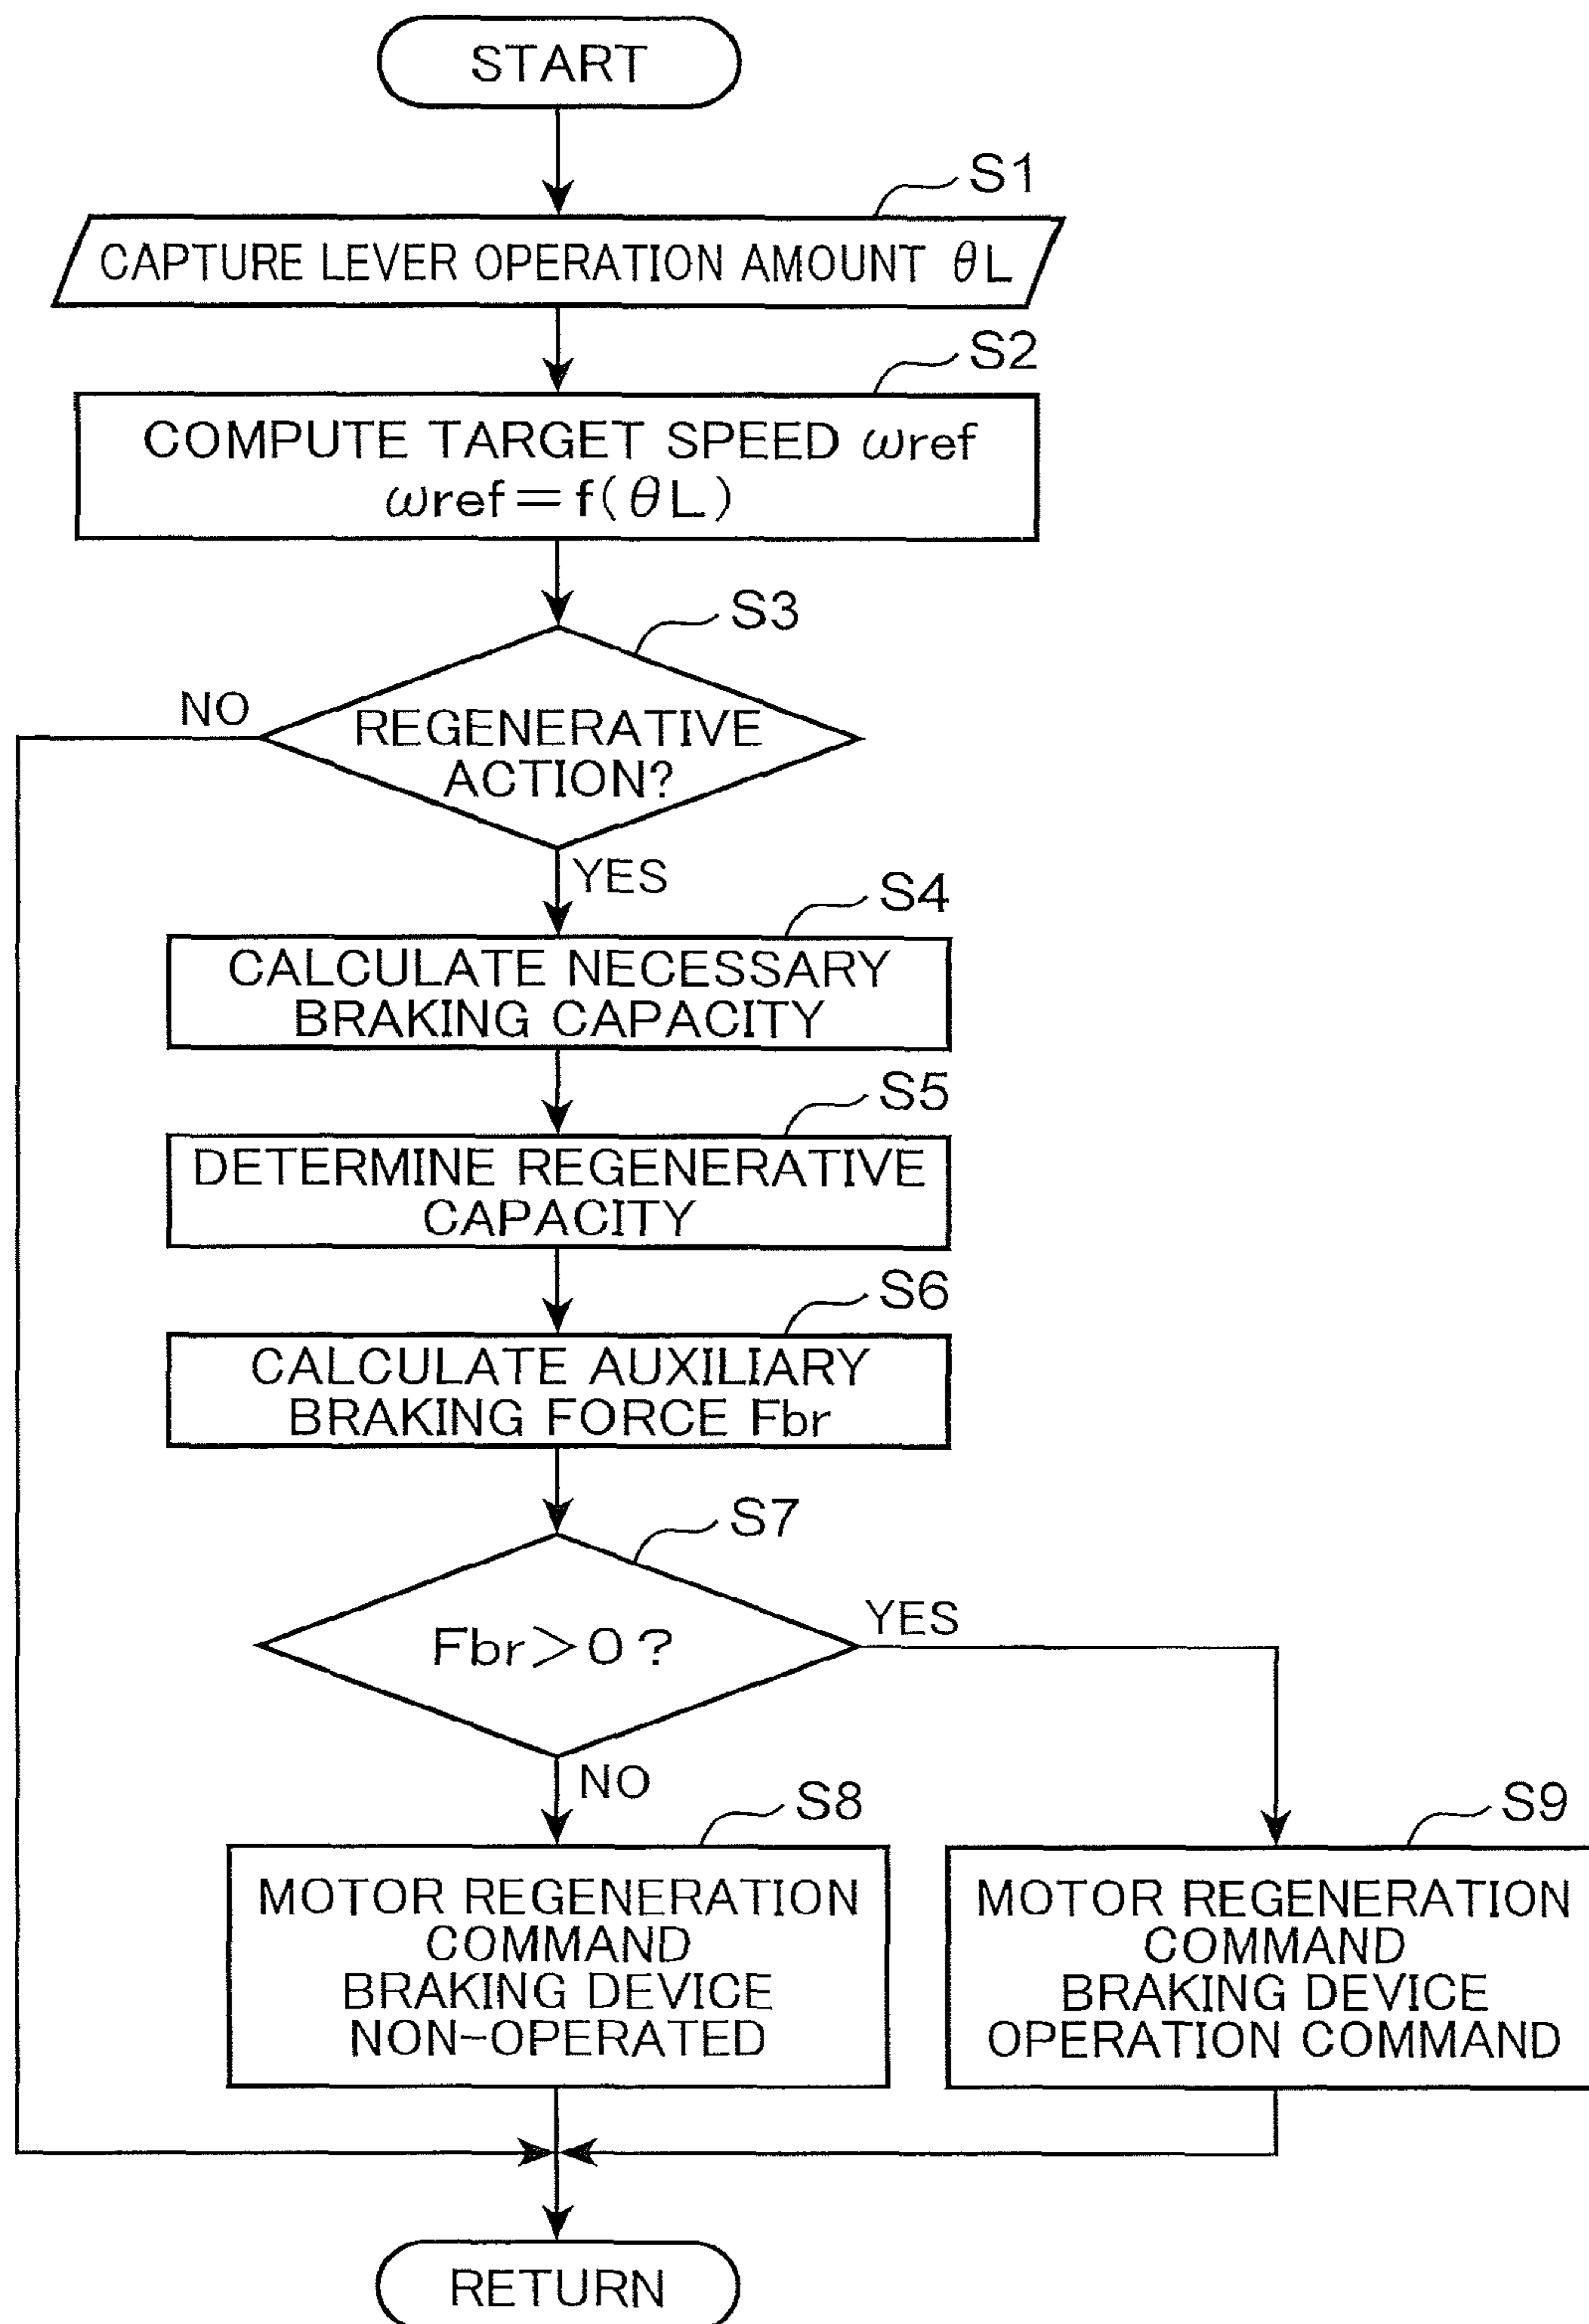 START
S1
CAPTURE LEVER OPERATION AMOUNT θL
S2
COMPUTE TARGET SPEED ωref
ωref=f(θL)
S3
NO
REGENERATIVE
ACTION?
YES
S4
CALCULATE NECESSARY
BRAKING CAPACITY
S5
DETERMINE REGENERATIVE
CAPACITY
S6
CALCULATE AUXILIARY
BRAKING FORCE Fbr
S7
YES
Fbr>0?
NO
S8
MOTOR REGENERATION
COMMAND
BRAKING DEVICE
NON-OPERATED
S9
MOTOR REGENERATION
COMMAND
BRAKING DEVICE
OPERATION COMMAND
RETURN